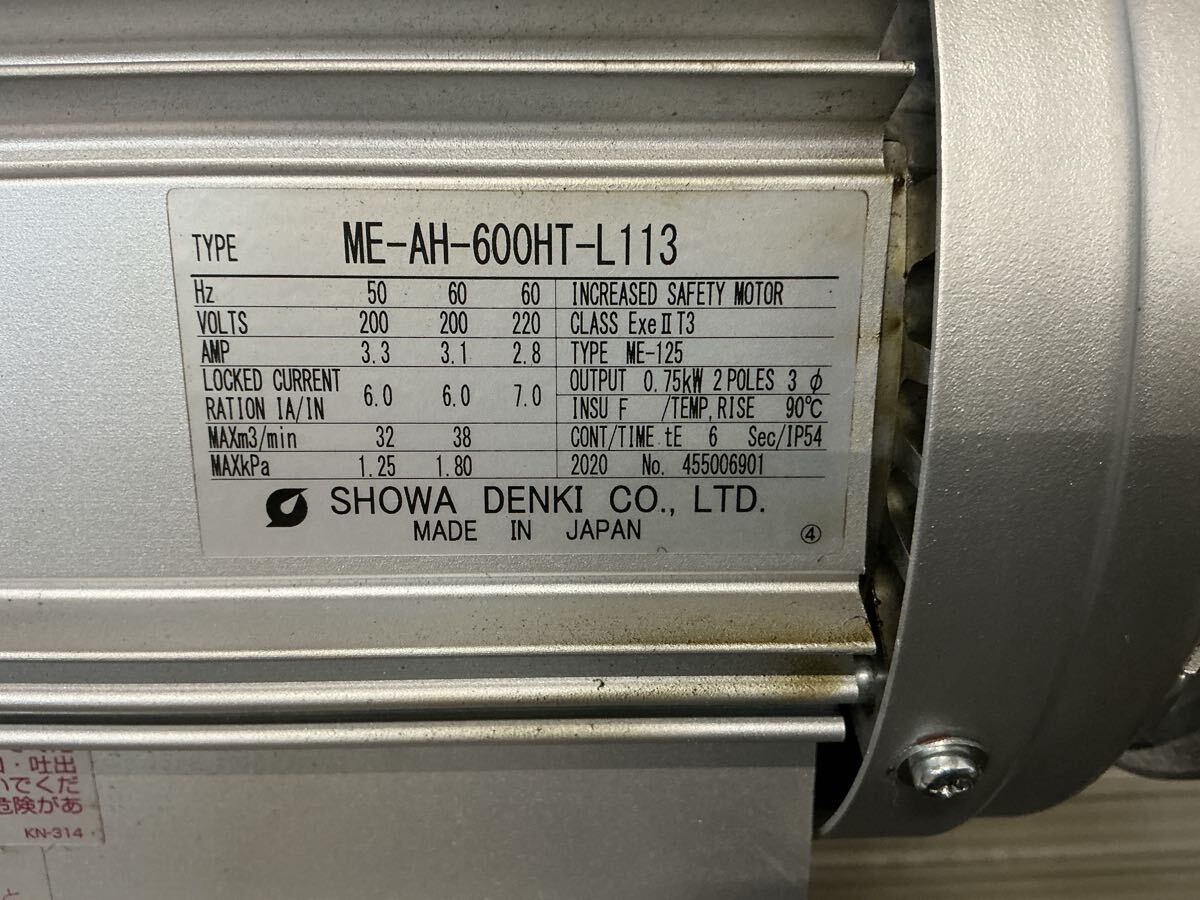 TYPE ME-AH-600HT-L113
Hz 50 60 60 INCREASED SAFETY MOTOR
VOLTS 200 200 220 CLASS ExeⅡT3
AMP 3.3 3.1 2.8 TYPE ME-125
LOCKED CURRENT RATION IA/IN 6.0 6.0 7.0 OUTPUT 0.75kW 2 POLES 3 φ
INSU F /TEMP,RISE 90℃
MAXm3/min 32 38 CONT/TIME tE 6 Sec/IP54
MAXkPa 1.25 1.80 2020 No. 455006901
SHOWA DENKI CO., LTD.
MADE IN JAPAN ④
・吐出
いでくだ
危険があ
KN-314